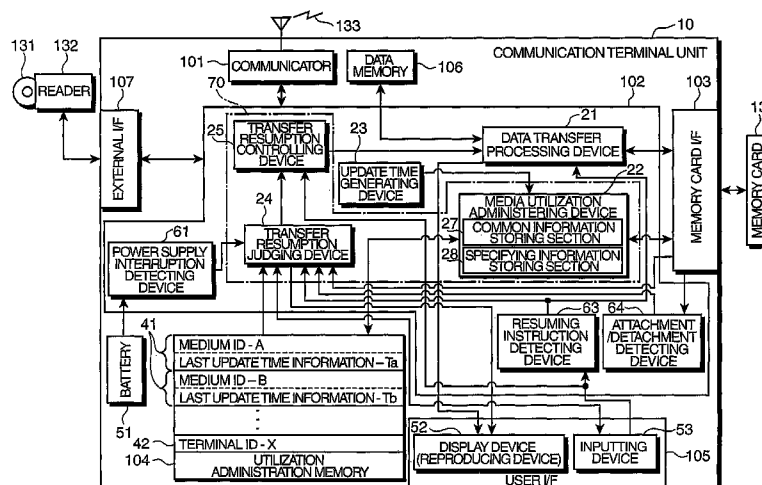 133
10
COMMUNICATION TERMINAL UNIT
131
132
READER
107
EXTERNAL I/F
101
COMMUNICATOR
DATA
MEMORY
106
102
103
MEMORY CARD I/F
MEMORY CARD
70
25
TRANSFER
RESUMPTION
CONTROLLING
DEVICE
23
UPDATE TIME
GENERATING
DEVICE
21
DATA TRANSFER
PROCESSING DEVICE
22
MEDIA UTILIZATION
ADMINISTERING DEVICE
27
COMMON INFORMATION
STORING SECTION
28
SPECIFYING INFORMATION
STORING SECTION
24
TRANSFER
RESUMPTION
JUDGING DEVICE
61
POWER SUPPLY
INTERRUPTION
DETECTING
DEVICE
63
RESUMING
INSTRUCTION
DETECTING
DEVICE
64
ATTACHMENT
/DETACHMENT
DETECTING
DEVICE
BATTERY
51
41
MEDIUM ID - A
LAST UPDATE TIME INFORMATION - Ta
MEDIUM ID - B
LAST UPDATE TIME INFORMATION - Tb
42
TERMINAL ID - X
104
UTILIZATION
ADMINISTRATION MEMORY
52
DISPLAY DEVICE
(REPRODUCING DEVICE)
53
INPUTTING
DEVICE
105
USER I/F